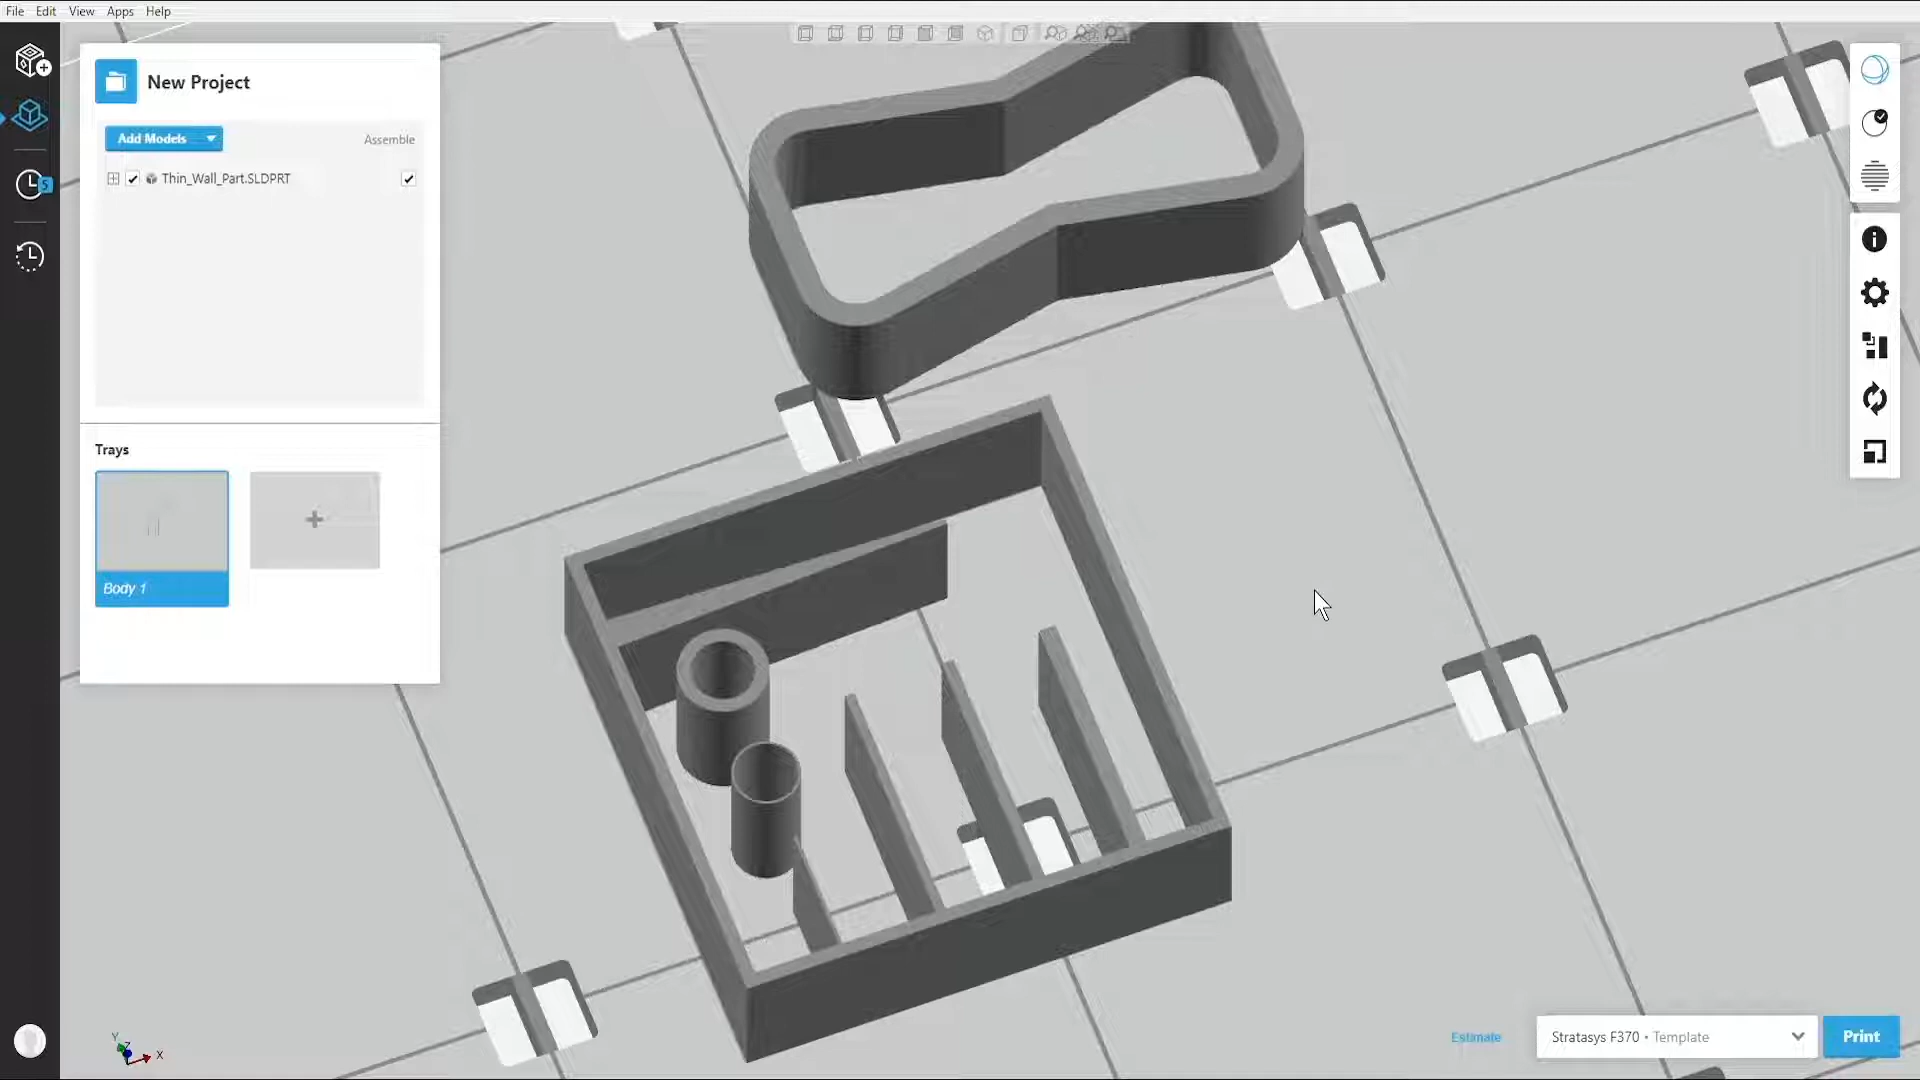 File Edit View Apps Help
New Project
Add Models
Assemble
Thin_Wall_Part.SLDPRT
5
Trays
Body 1
Estimate
Stratasys F370 • Template
Print
Y
Z
X